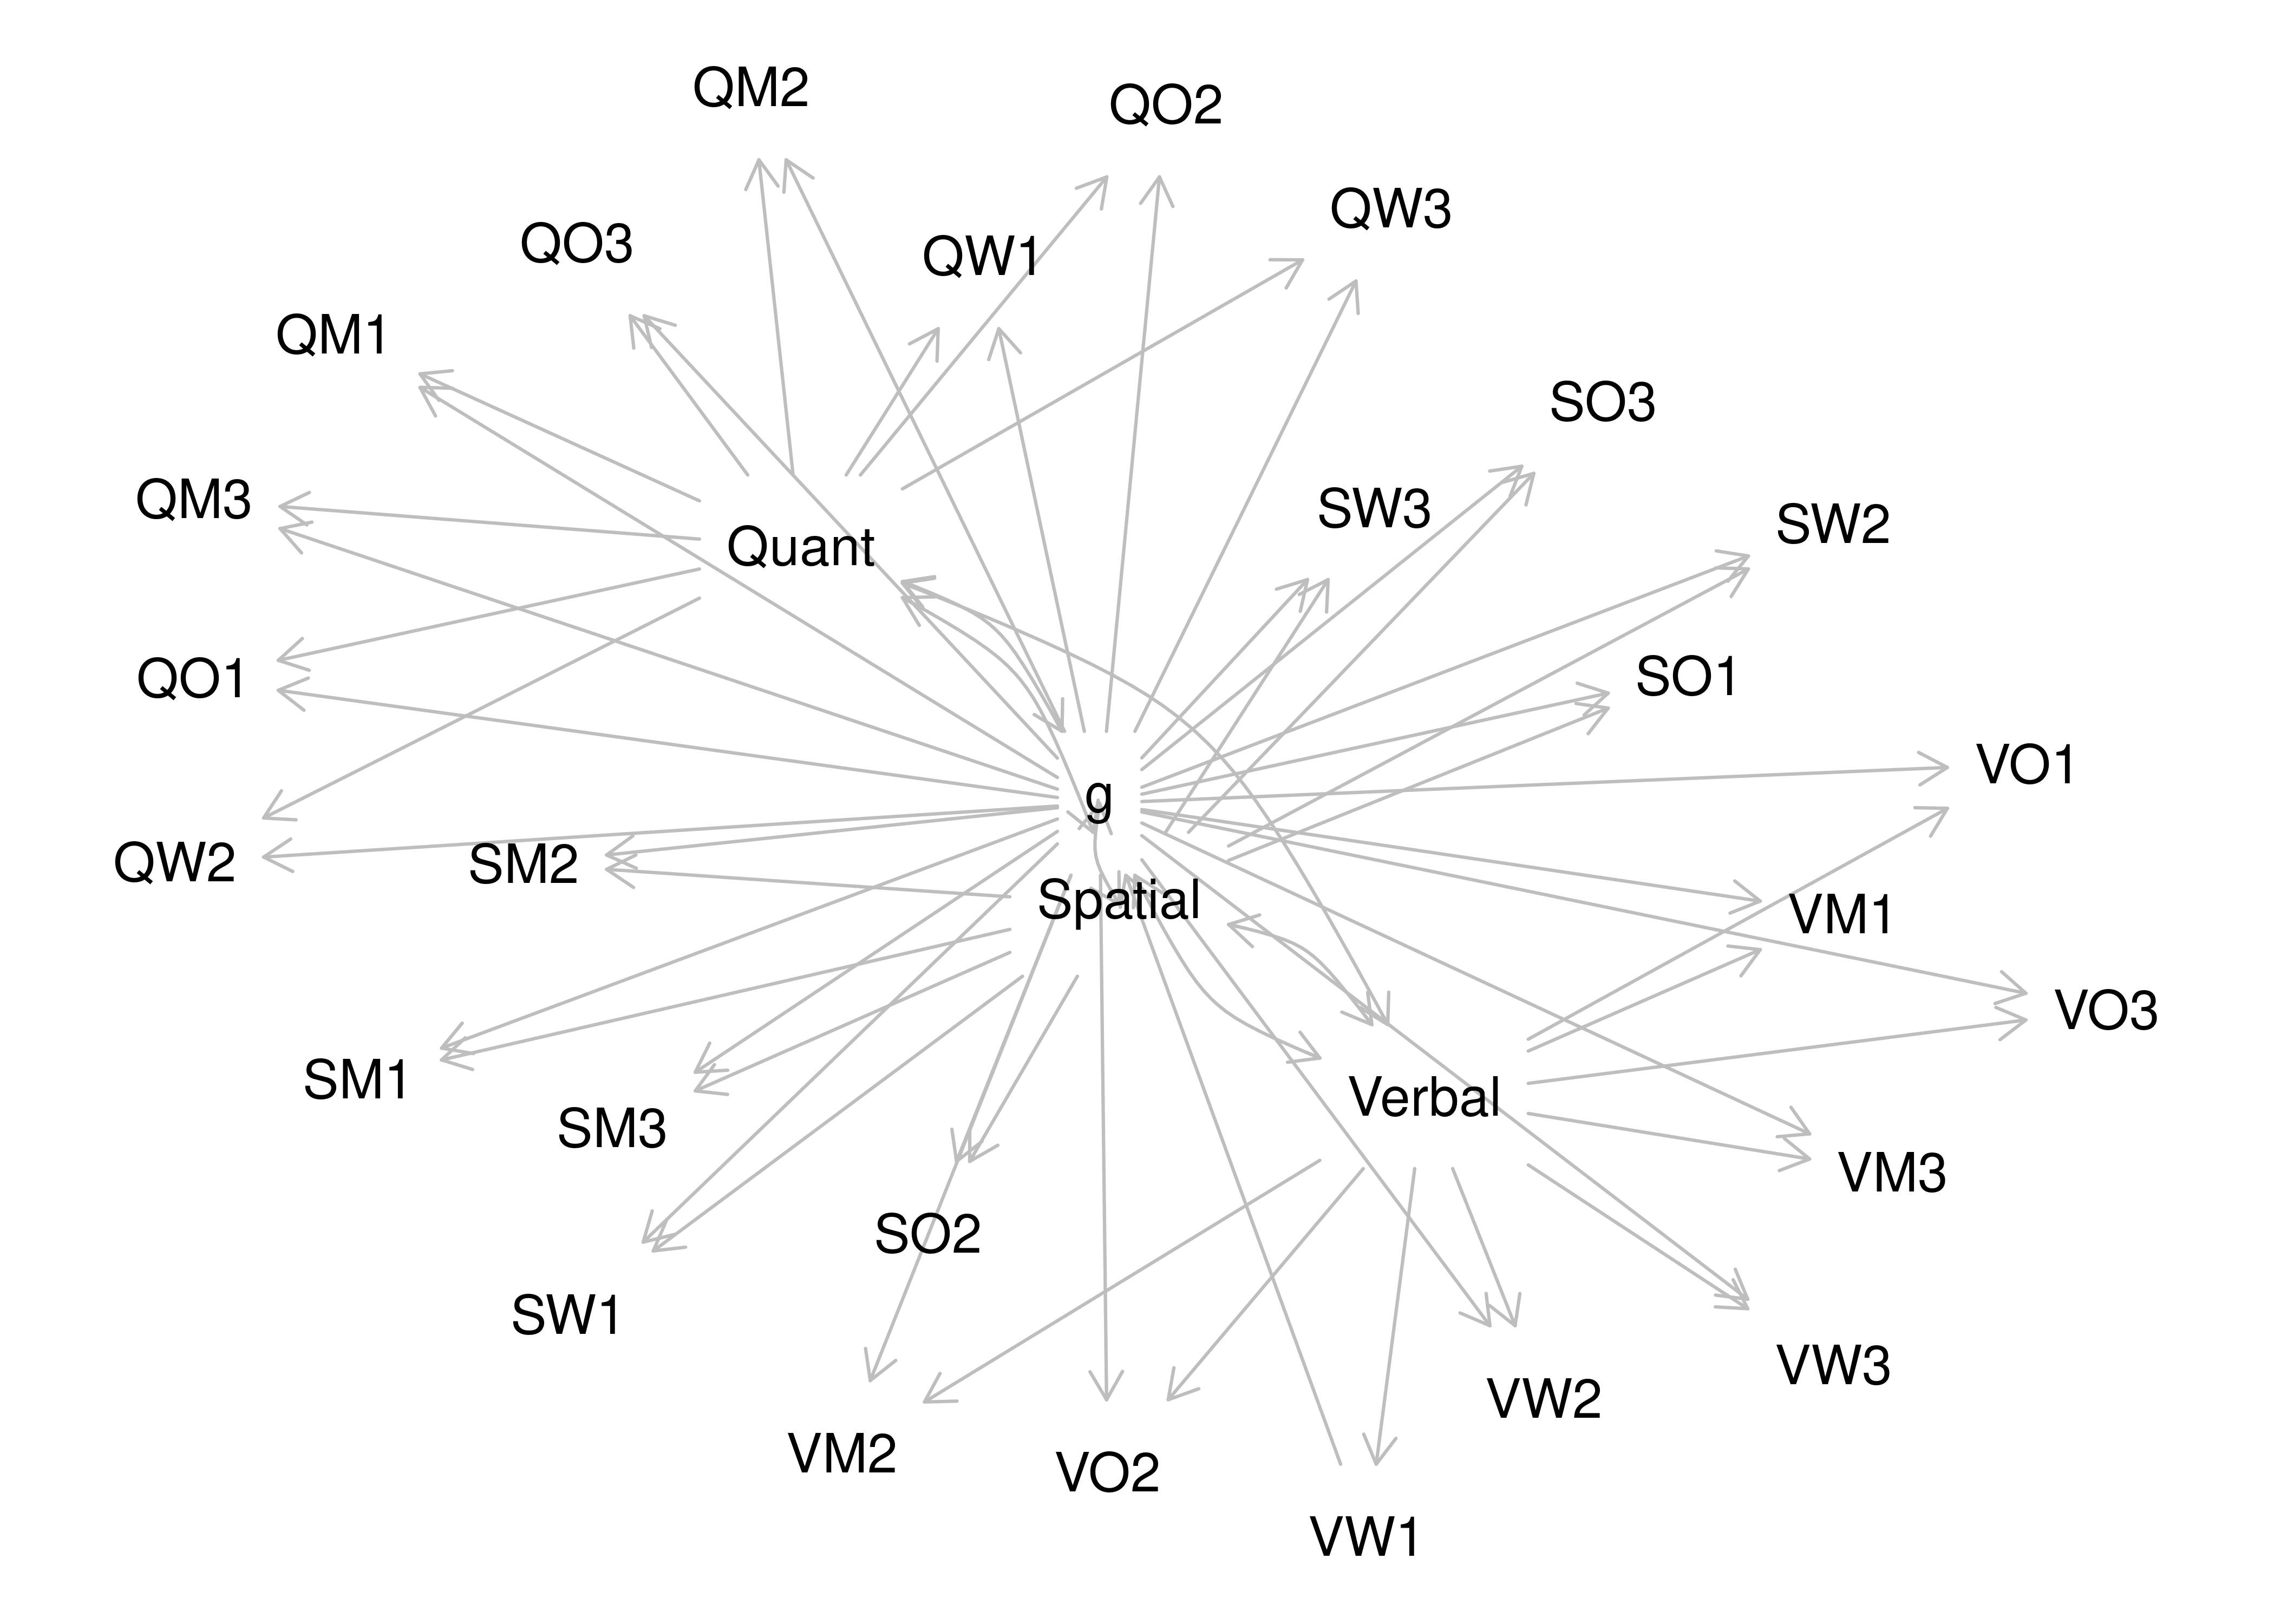 QM2
QO2
QW3
QO3
QW1
QM1
SO3
QM3
SW3
SW2
Quant
QO1
SO1
VO1
g
QW2
SM2
Spatial
VM1
VO3
SM1
Verbal
SM3
VM3
SO2
SW1
VW3
VW2
VM2
VO2
VW1